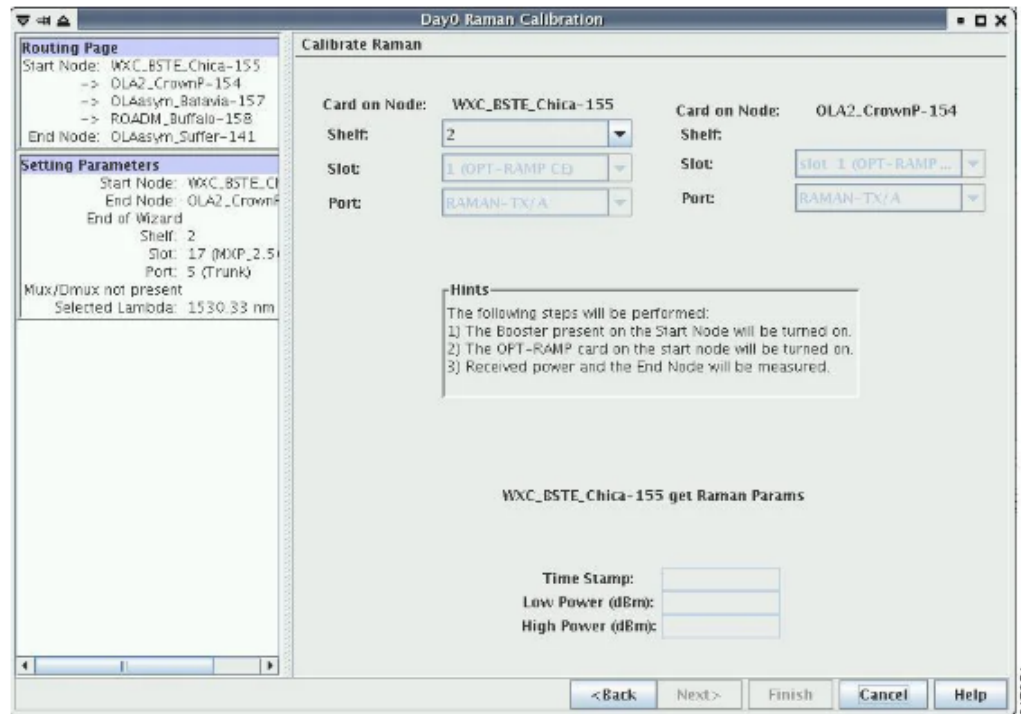 Day0 Raman Calibration
Routing Page
Start Node: WXC_BSTE_Chica-155
-> OLA2_CrownP-154
-> OLAasym_Batavia-157
-> ROADM_Buffalo-158
End Node: OLAasym_Suffer-141
Setting Parameters
Start Node: WXC_BSTE_Cl
End Node: OLA2_CrownP
End of Wizard
Shelf: 2
Slot: 17 (MXP_2.5
Port: 5 (Trunk)
Mux/Dmux not present
Selected Lambda: 1530.33 nm
Calibrate Raman
Card on Node: WXC_BSTE_Chica-155
Shelf: 2
Slot: 1 (OPT-RAMP CE)
Port: RAMAN-TX/A
Card on Node: OLA2_CrownP-154
Shelf:
Slot: slot 1 (OPT-RAMP ...
Port: RAMAN-TX/A
Hints
The following steps will be performed:
1) The Booster present on the Start Node will be turned on.
2) The OPT-RAMP card on the start node will be turned on.
3) Received power and the End Node will be measured.
WXC_BSTE_Chica-155 get Raman Params
Time Stamp:
Low Power (dBm):
High Power (dBm):
<Back Next> Finish Cancel Help